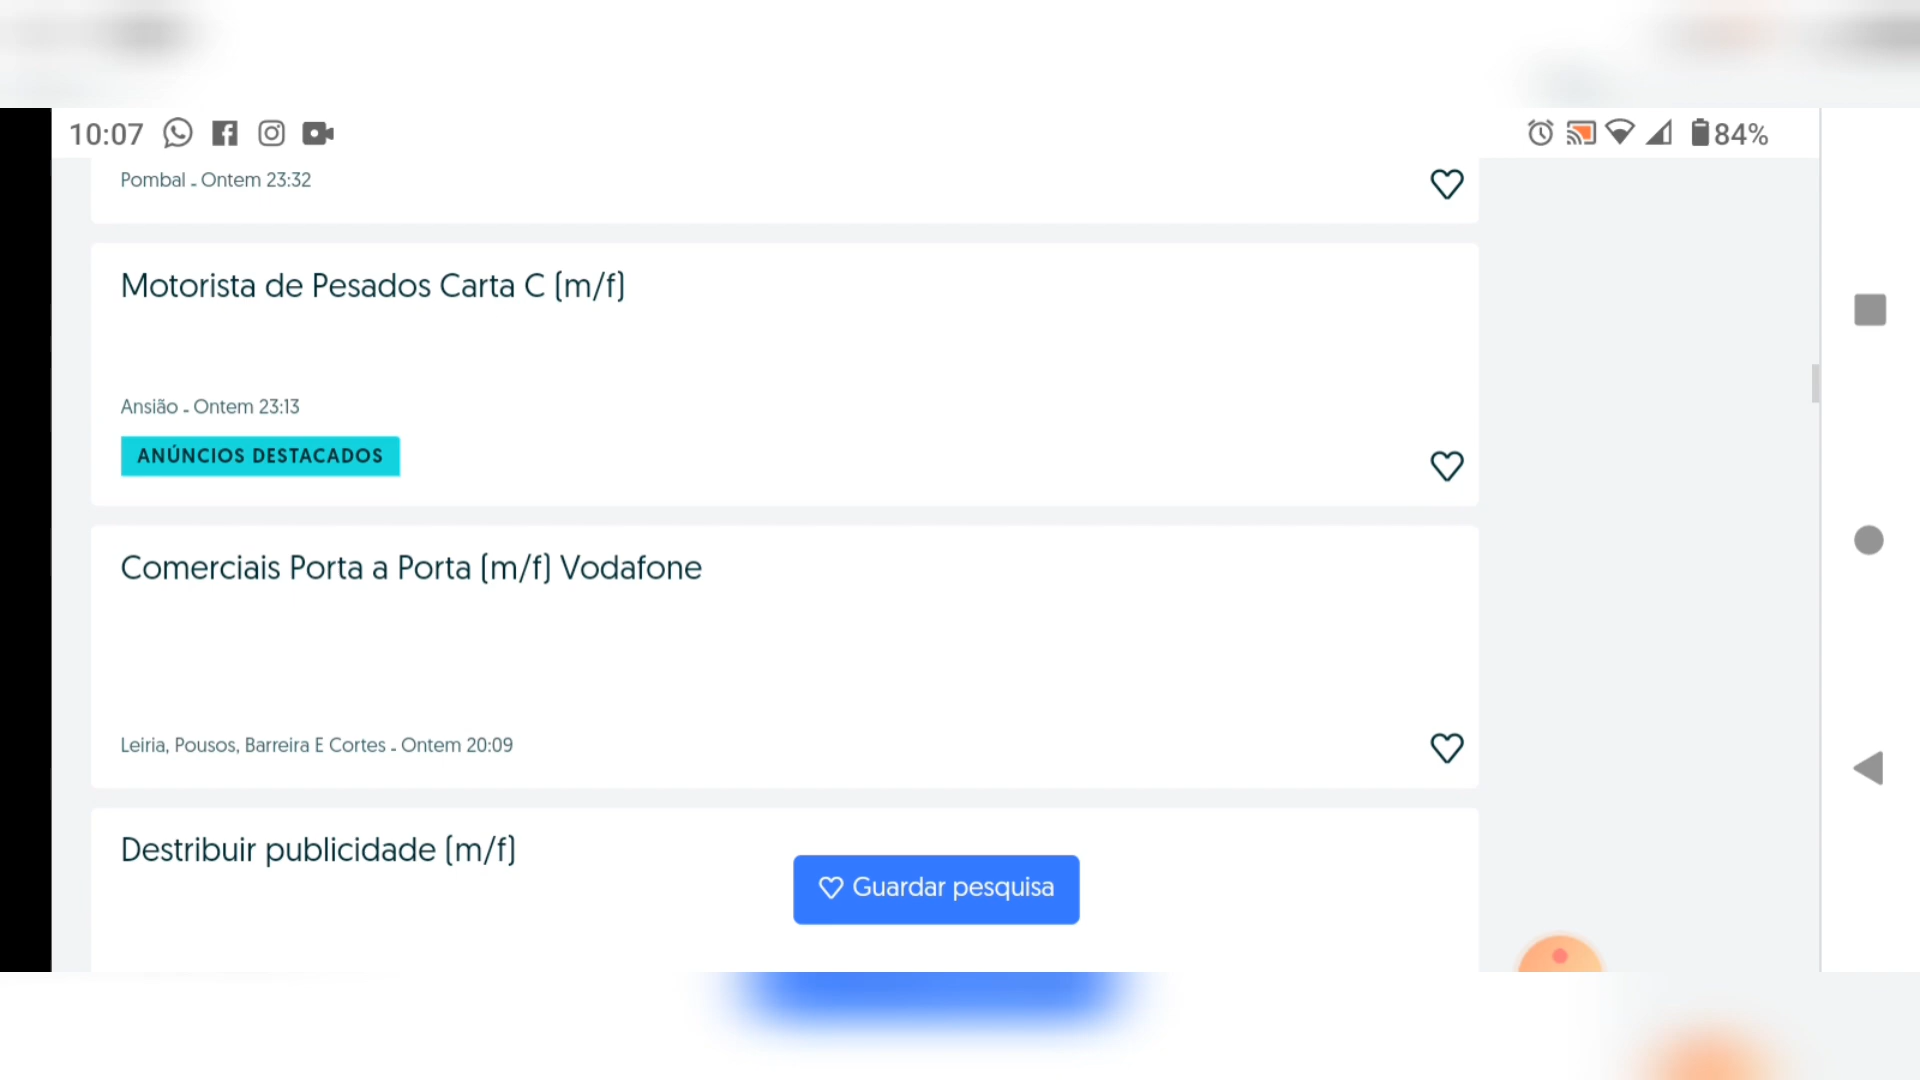 10:07
84%
Pombal - Ontem 23:32
Motorista de Pesados Carta C (m/f)
Ansião - Ontem 23:13
ANÚNCIOS DESTACADOS
Comerciais Porta a Porta (m/f) Vodafone
Leiria, Pousos, Barreira E Cortes - Ontem 20:09
Destribuir publicidade (m/f)
Guardar pesquisa